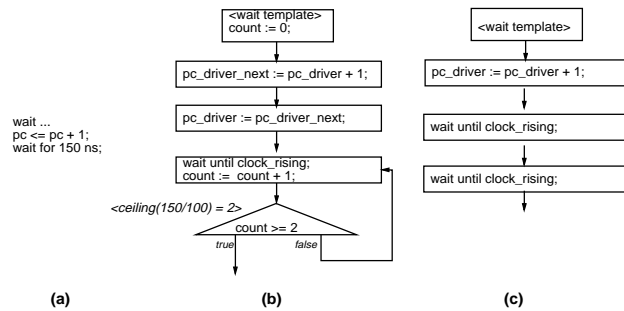 wait ...
pc <= pc + 1;
wait for 150 ns;
(a)
<wait template>
count := 0;
pc_driver_next := pc_driver + 1;
pc_driver := pc_driver_next;
wait until clock_rising;
count := count + 1;
<ceiling(150/100) = 2>
count >= 2
true
false
(b)
<wait template>
pc_driver := pc_driver + 1;
wait until clock_rising;
wait until clock_rising;
(c)